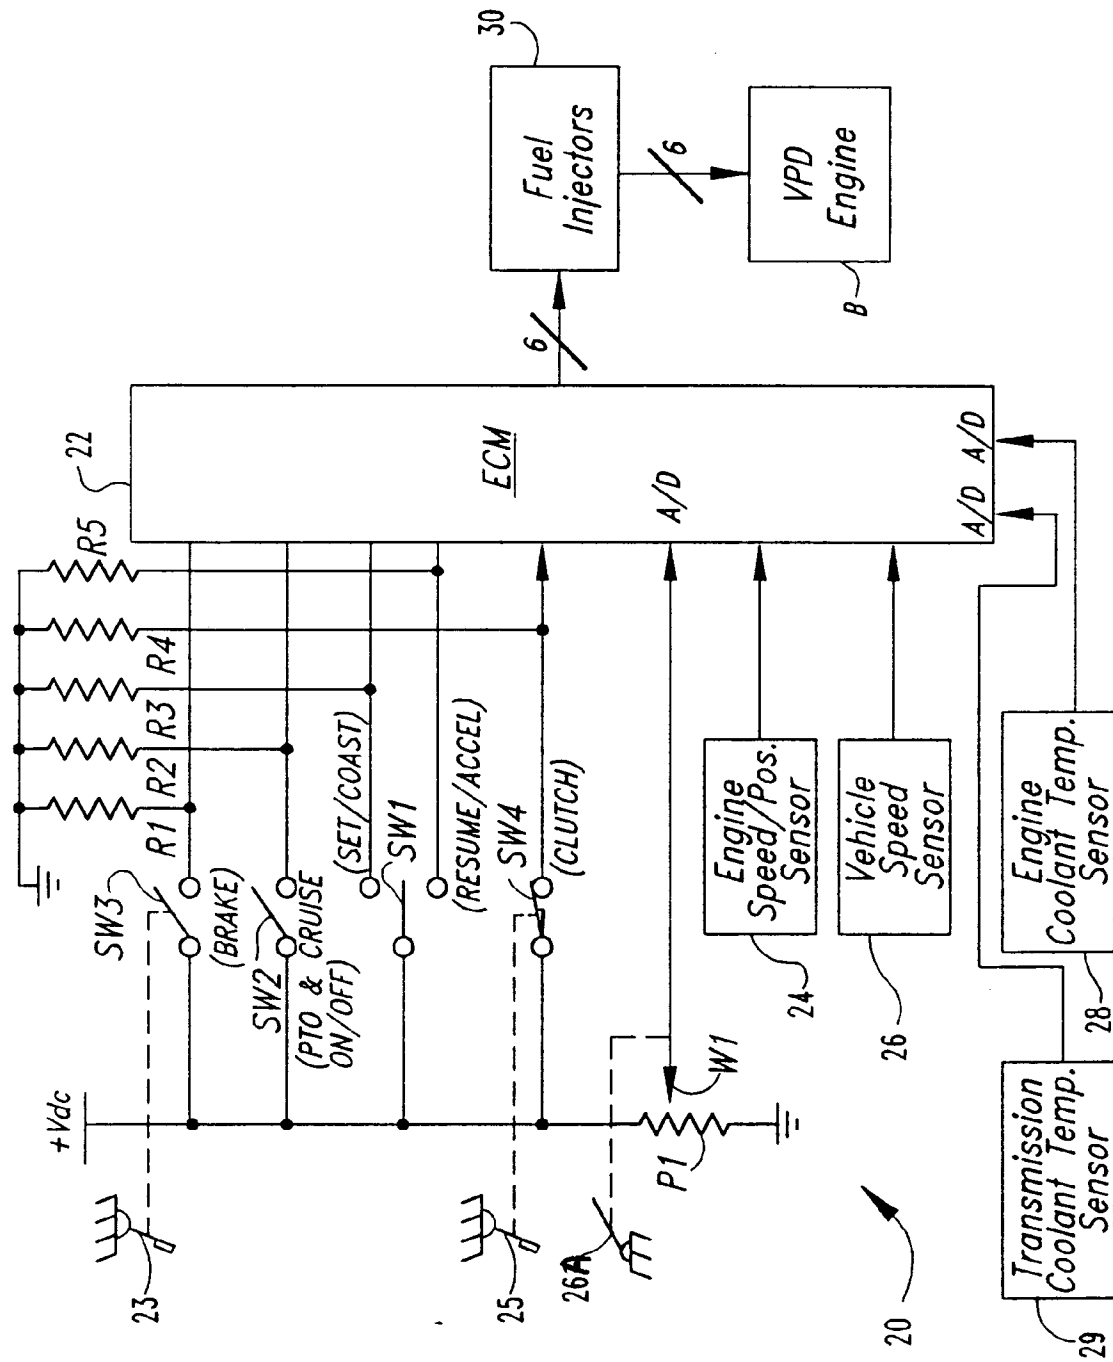 +Vdc
SW3
(BRAKE)
SW2
(PTO & CRUISE
ON/OFF)
(SET/COAST)
SW1
(RESUME/ACCEL)
SW4
(CLUTCH)
R1
R2
R3
R4
R5
22
ECM
A/D
A/D
A/D
6
Fuel
Injectors
30
6
VPD
Engine
B
23
25
26A
P1
W1
20
Engine
Speed/Pos.
Sensor
24
Vehicle
Speed
Sensor
26
Engine
Coolant Temp.
Sensor
28
Transmission
Coolant Temp.
Sensor
29